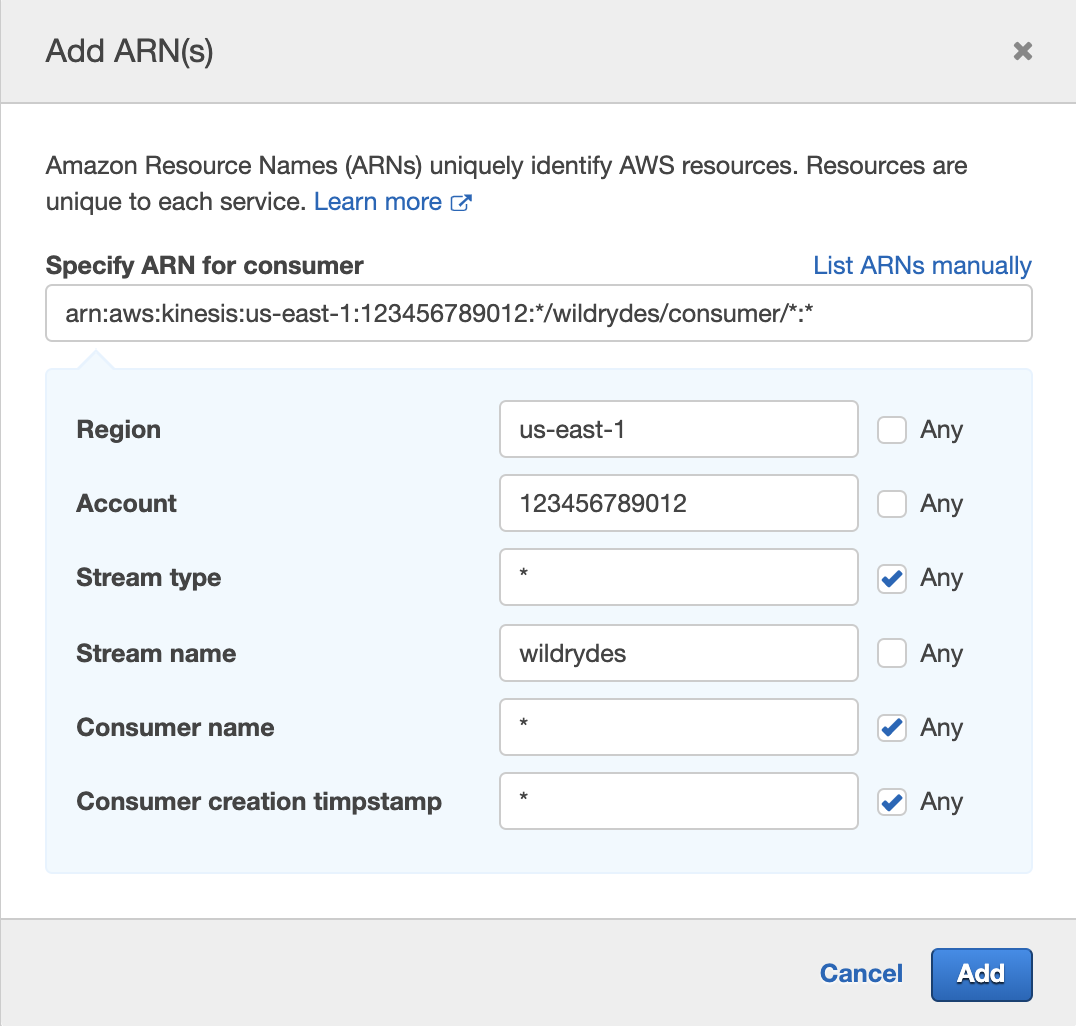 Add ARN(s)
Amazon Resource Names (ARNs) uniquely identify AWS resources. Resources are
unique to each service. Learn more
Specify ARN for consumer List ARNs manually
arn:aws:kinesis:us-east-1:123456789012:*/wildrydes/consumer/*:*
Region us-east-1 Any
Account 123456789012 Any
Stream type * Any
Stream name wildrydes Any
Consumer name * Any
Consumer creation timpstamp * Any
Cancel Add